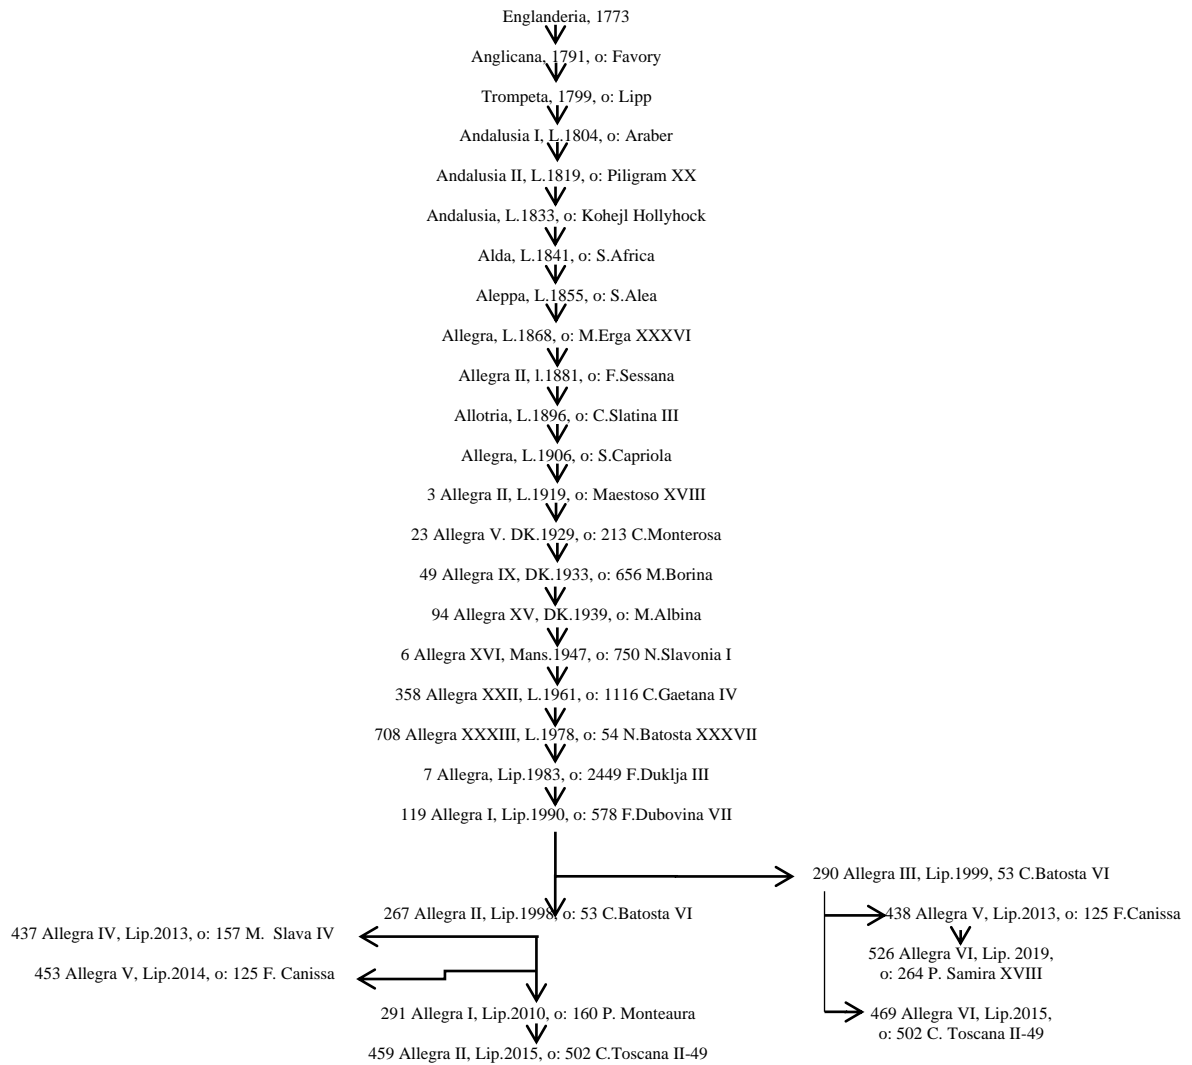 Englanderia, 1773
Anglicana, 1791, o: Favory
Trompeta, 1799, o: Lipp
Andalusia I, L.1804, o: Araber
Andalusia II, L.1819, o: Piligram XX
Andalusia, L.1833, o: Kohejl Hollyhock
Alda, L.1841, o: S.Africa
Aleppa, L.1855, o: S.Alea
Allegra, L.1868, o: M.Erga XXXVI
Allegra II, l.1881, o: F.Sessana
Allotria, L.1896, o: C.Slatina III
Allegra, L.1906, o: S.Capriola
3 Allegra II, L.1919, o: Maestoso XVIII
23 Allegra V. DK.1929, o: 213 C.Monterosa
49 Allegra IX, DK.1933, o: 656 M.Borina
94 Allegra XV, DK.1939, o: M.Albina
6 Allegra XVI, Mans.1947, o: 750 N.Slavonia I
358 Allegra XXII, L.1961, o: 1116 C.Gaetana IV
708 Allegra XXXIII, L.1978, o: 54 N.Batosta XXXVII
7 Allegra, Lip.1983, o: 2449 F.Duklja III
119 Allegra I, Lip.1990, o: 578 F.Dubovina VII
290 Allegra III, Lip.1999, 53 C.Batosta VI
267 Allegra II, Lip.1998, o: 53 C.Batosta VI
438 Allegra V, Lip.2013, o: 125 F.Canissa
437 Allegra IV, Lip.2013, o: 157 M. Slava IV
526 Allegra VI, Lip. 2019,
o: 264 P. Samira XVIII
453 Allegra V, Lip.2014, o: 125 F. Canissa
291 Allegra I, Lip.2010, o: 160 P. Monteaura
469 Allegra VI, Lip.2015,
o: 502 C. Toscana II-49
459 Allegra II, Lip.2015, o: 502 C.Toscana II-49